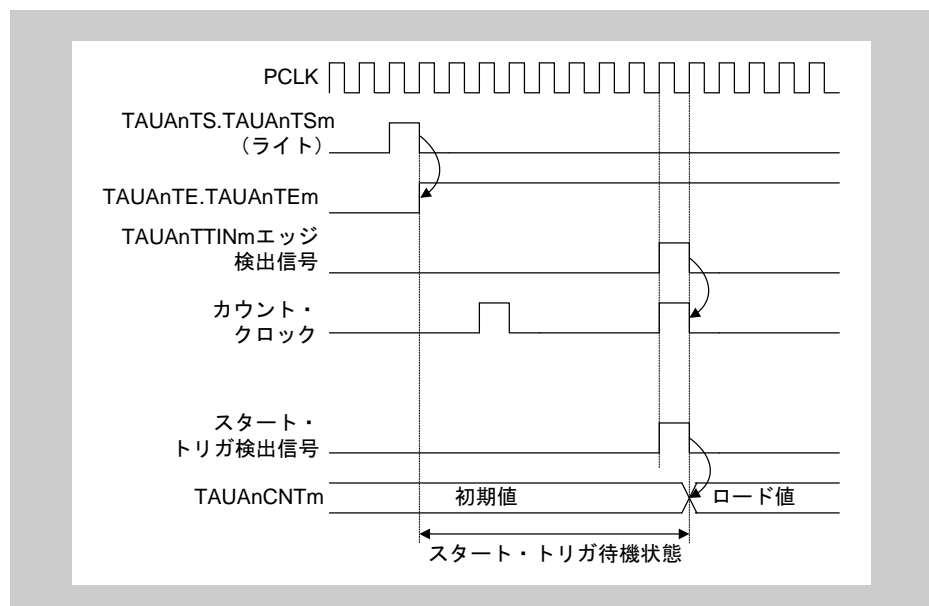 PCLK
TAUAnTS.TAUAnTSm
（ライト）
TAUAnTE.TAUAnTEm
TAUAnTTINmエッジ
検出信号
カウント・
クロック
スタート・
トリガ検出信号
TAUAnCNTm
初期値
ロード値
スタート・トリガ待機状態